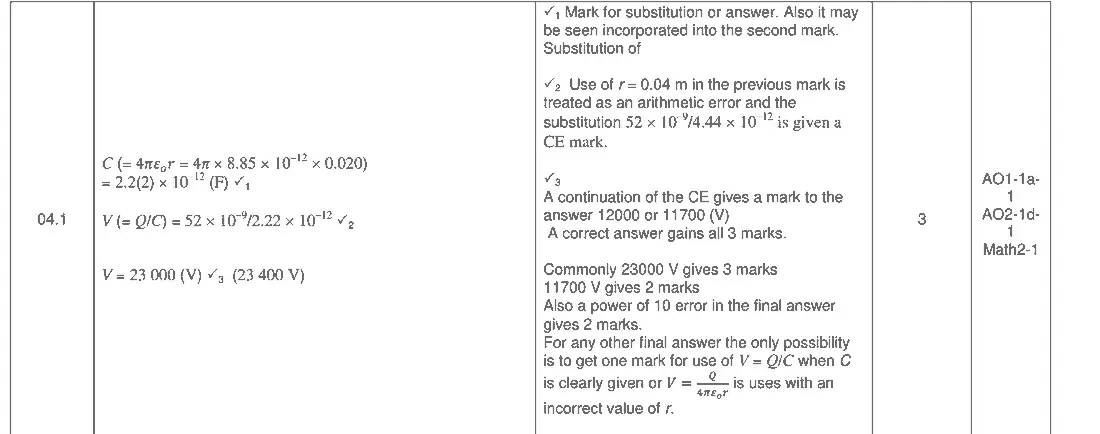 04.1
C (= 4πε₀r = 4π × 8.85 × 10⁻¹² × 0.020)
= 2.2(2) × 10⁻¹² (F) ✓₁
V (= Q/C) = 52 × 10⁻⁹/2.22 × 10⁻¹² ✓₂
V = 23 000 (V) ✓₃ (23 400 V)
✓₁ Mark for substitution or answer. Also it may
be seen incorporated into the second mark.
Substitution of
✓₂ Use of r = 0.04 m in the previous mark is
treated as an arithmetic error and the
substitution 52 × 10⁻⁹/4.44 × 10⁻¹² is given a
CE mark.
✓₃
A continuation of the CE gives a mark to the
answer 12000 or 11700 (V)
A correct answer gains all 3 marks.
Commonly 23000 V gives 3 marks
11700 V gives 2 marks
Also a power of 10 error in the final answer
gives 2 marks.
For any other final answer the only possibility
is to get one mark for use of V = Q/C when C
is clearly given or V = Q/4πε₀r is uses with an
incorrect value of r.
3
AO1-1a-
1
AO2-1d-
1
Math2-1